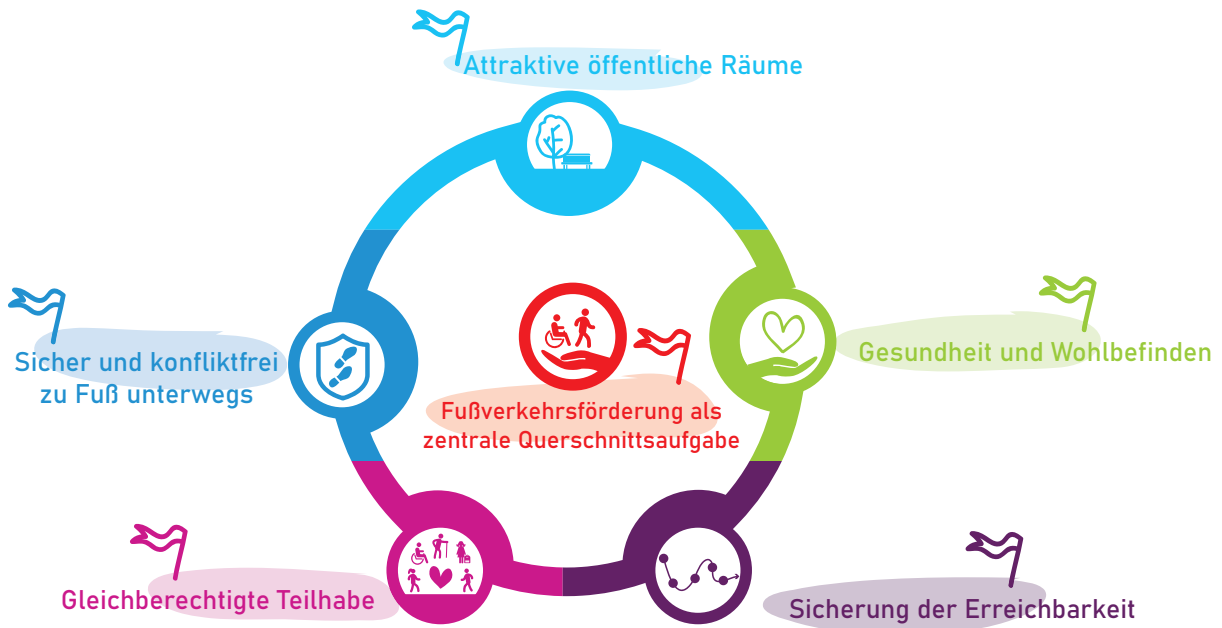 Attraktive öffentliche Räume
Sicher und konfliktfrei
zu Fuß unterwegs
Gesundheit und Wohlbefinden
Fußverkehrsförderung als
zentrale Querschnittsaufgabe
Gleichberechtigte Teilhabe
Sicherung der Erreichbarkeit